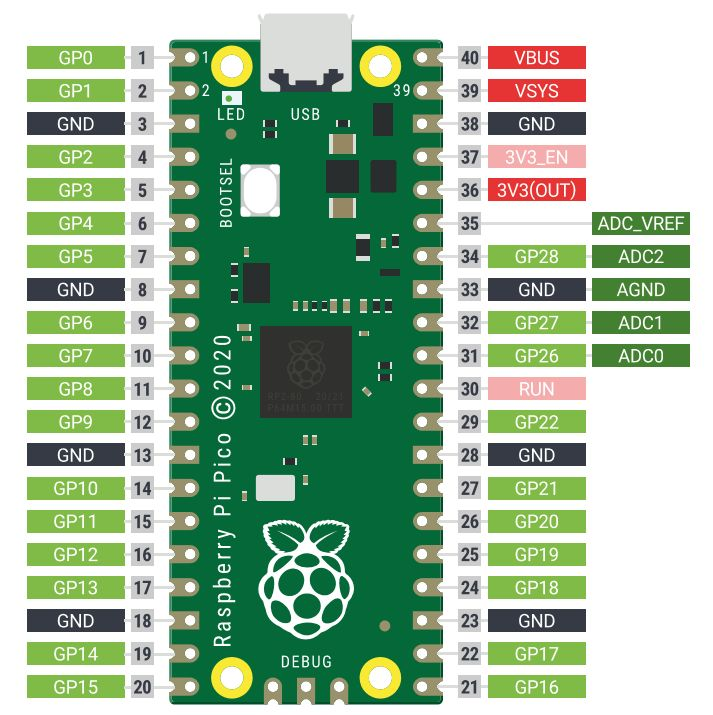 GP0 1 1 40 VBUS
GP1 2 2 39 39 VSYS
LED USB
GND 3 38 GND
GP2 4 37 3V3_EN
GP3 5 36 3V3(OUT)
BOOTSEL
GP4 6 35 ADC_VREF
GP5 7 34 GP28 ADC2
GND 8 33 GND AGND
GP6 9 32 GP27 ADC1
GP7 10 31 GP26 ADC0
GP8 11 30 RUN
GP9 12 29 GP22
GND 13 28 GND
GP10 14 27 GP21
GP11 15 26 GP20
GP12 16 25 GP19
GP13 17 24 GP18
Raspberry Pi Pico © 2020
GND 18 23 GND
GP14 19 22 GP17
DEBUG
GP15 20 21 GP16